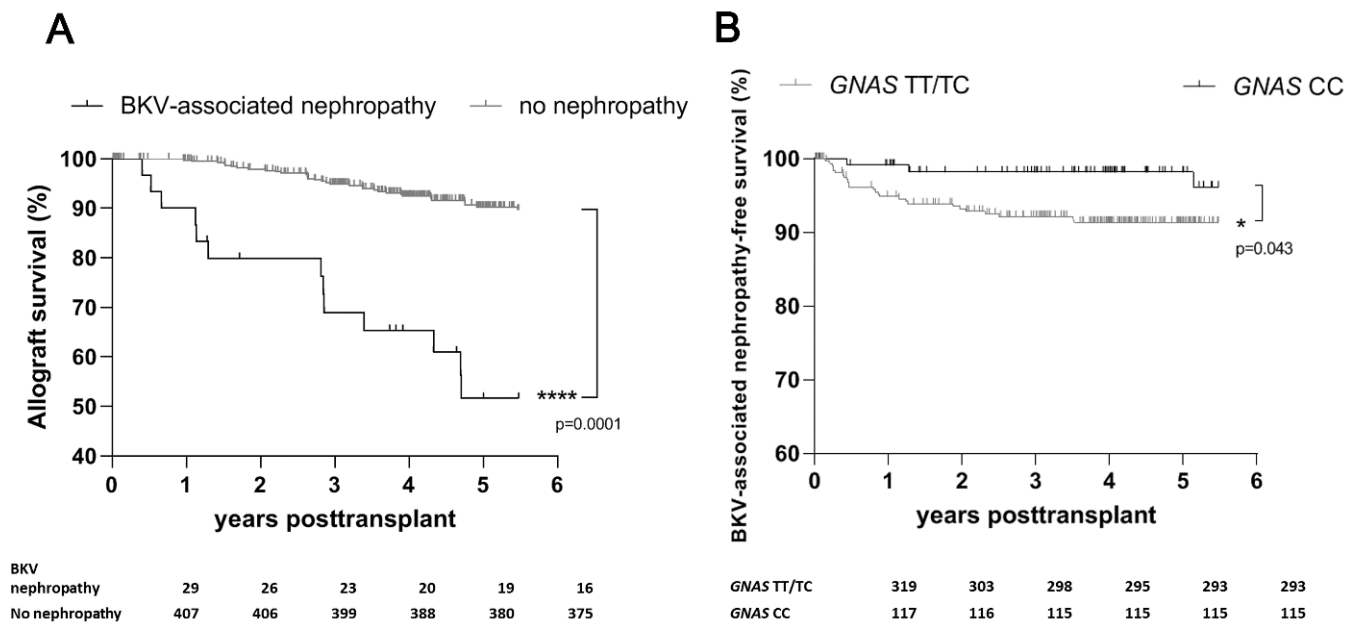 A
BKV-associated nephropathy
no nephropathy
Allograft survival (%)
100
90
80
70
60
50
40
0 1 2 3 4 5 6
years posttransplant
****
p=0.0001
BKV
nephropathy 29 26 23 20 19 16
No nephropathy 407 406 399 388 380 375
B
GNAS TT/TC
GNAS CC
BKV-associated nephropathy-free survival (%)
100
90
80
70
60
0 1 2 3 4 5 6
years posttransplant
*
p=0.043
GNAS TT/TC 319 303 298 295 293 293
GNAS CC 117 116 115 115 115 115